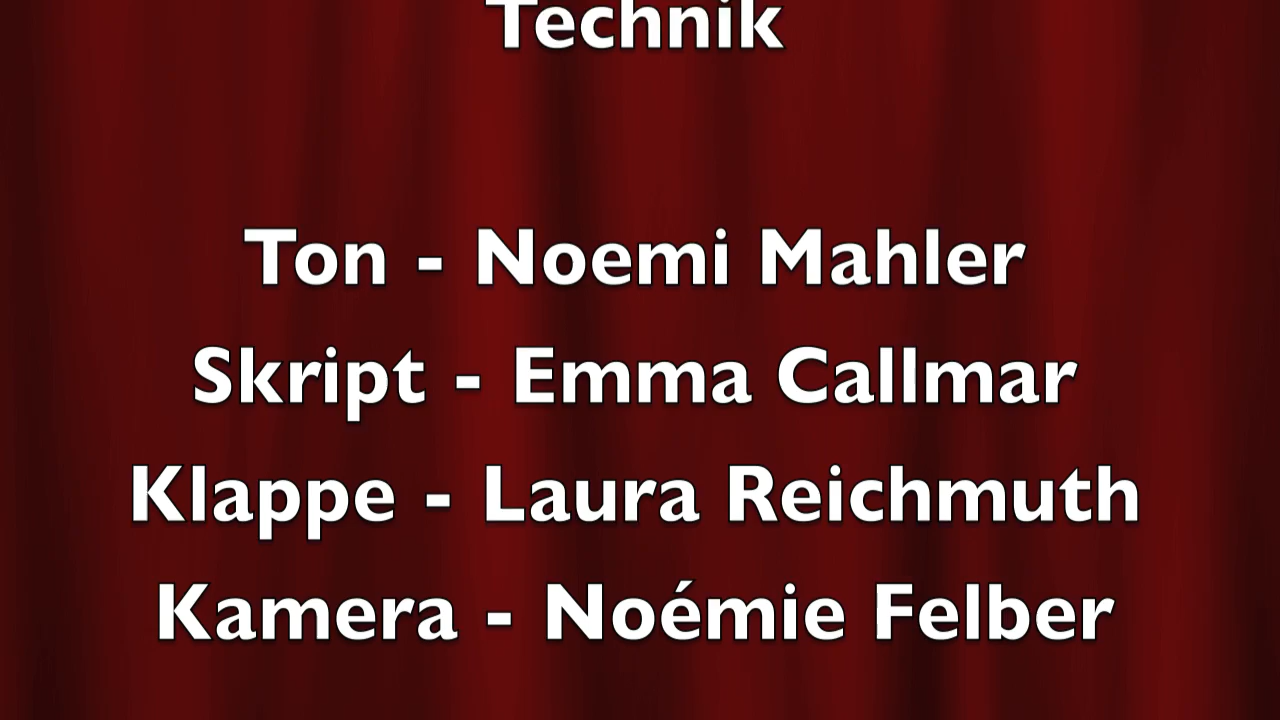 Technik
Ton - Noemi Mahler
Skript - Emma Callmar
Klappe - Laura Reichmuth
Kamera - Noémie Felber